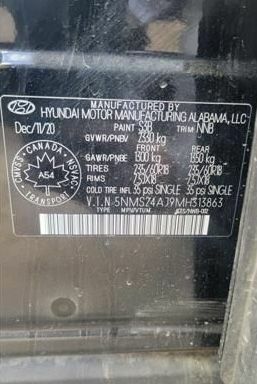 MANUFACTURED BY
HYUNDAI MOTOR MANUFACTURING ALABAMA, LLC
Dec/11/20 PAINT S3B TRIM NNB
GVWR/PNBV 2330 kg
FRONT REAR
GAWR/PNBE 1300 kg 1350 kg
TIRES 235/60R18 235/60R18
RIMS 7.5JX18 7.5JX18
COLD TIRE INFL. 35 psi SINGLE 35 psi SINGLE
V.I.N 5NMS24AJ9MH313863
TYPE MPV/VTUM
CANADA
CMVSS NSVAC
A54
TRANSPORT